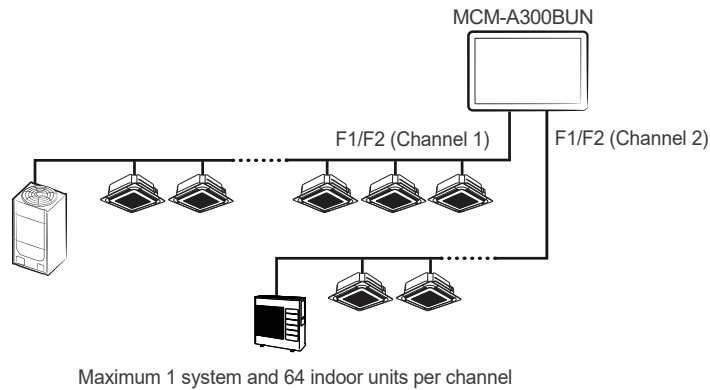 MCM-A300BUN
F1/F2 (Channel 1)
F1/F2 (Channel 2)
Maximum 1 system and 64 indoor units per channel